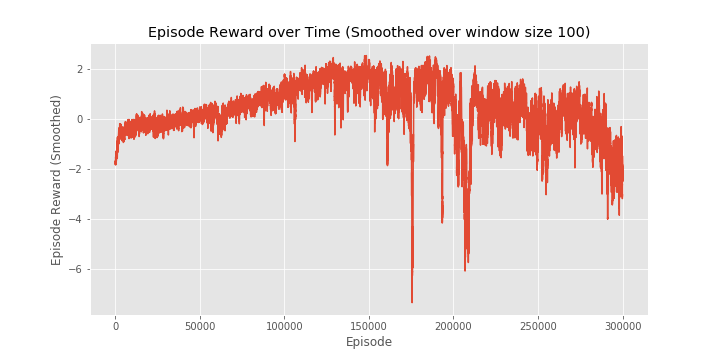 Episode Reward over Time (Smoothed over window size 100)
2
0
−2
−4
−6
Episode Reward (Smoothed)
0 50000 100000 150000 200000 250000 300000
Episode